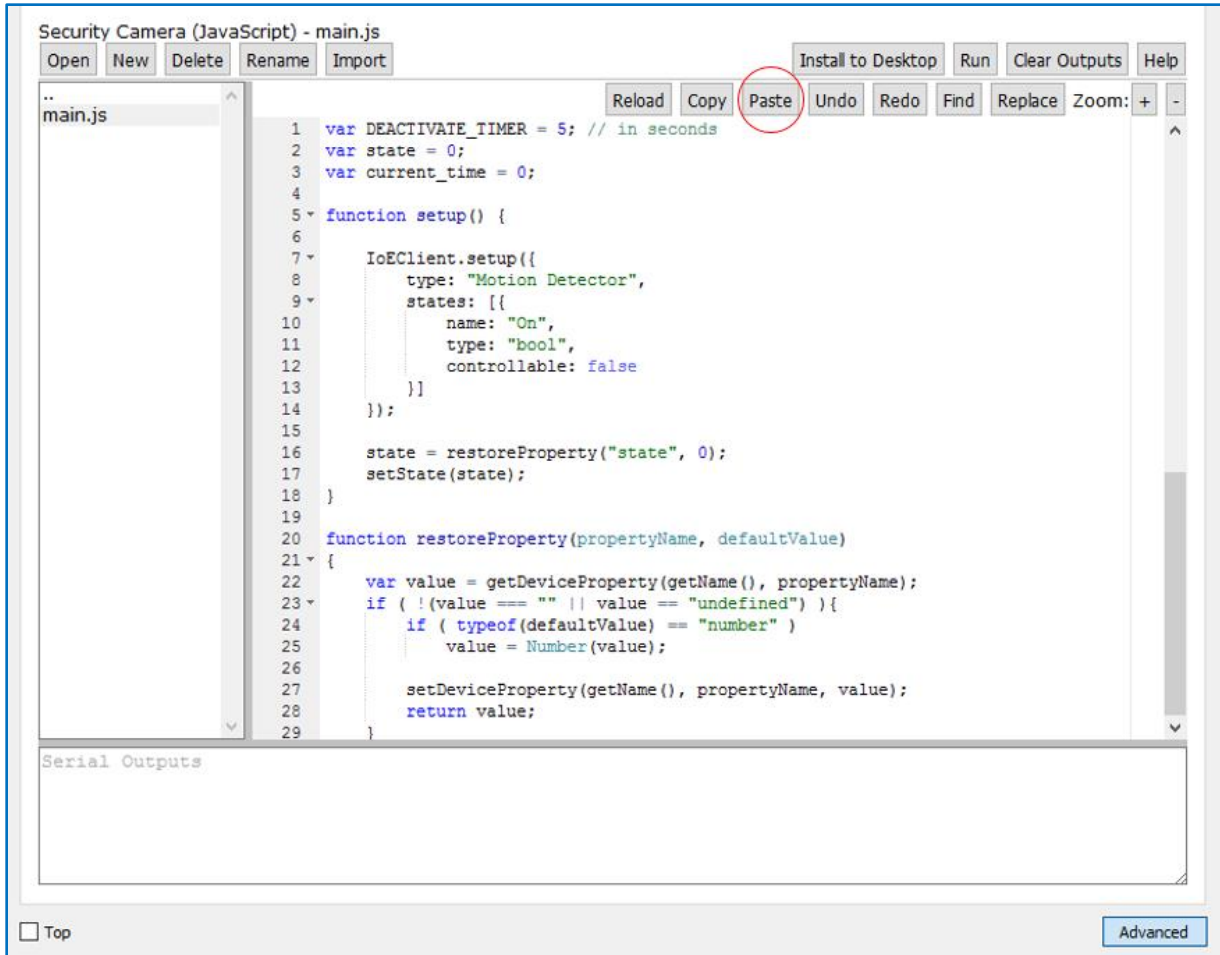 Security Camera (JavaScript) - main.js
Open New Delete Rename Import Install to Desktop Run Clear Outputs Help
..
main.js
Reload Copy Paste Undo Redo Find Replace Zoom: + -
1 var DEACTIVATE_TIMER = 5; // in seconds
2 var state = 0;
3 var current_time = 0;
4
5 function setup() {
6
7     IoEClient.setup({
8         type: "Motion Detector",
9         states: [{
10             name: "On",
11             type: "bool",
12             controllable: false
13         }]
14     });
15
16     state = restoreProperty("state", 0);
17     setState(state);
18 }
19
20 function restoreProperty(propertyName, defaultValue)
21 {
22     var value = getDeviceProperty(getName(), propertyName);
23     if ( !(value === "" || value == "undefined") ){
24         if ( typeof(defaultValue) == "number" )
25             value = Number(value);
26
27         setDeviceProperty(getName(), propertyName, value);
28         return value;
29     }
Serial Outputs
Top Advanced